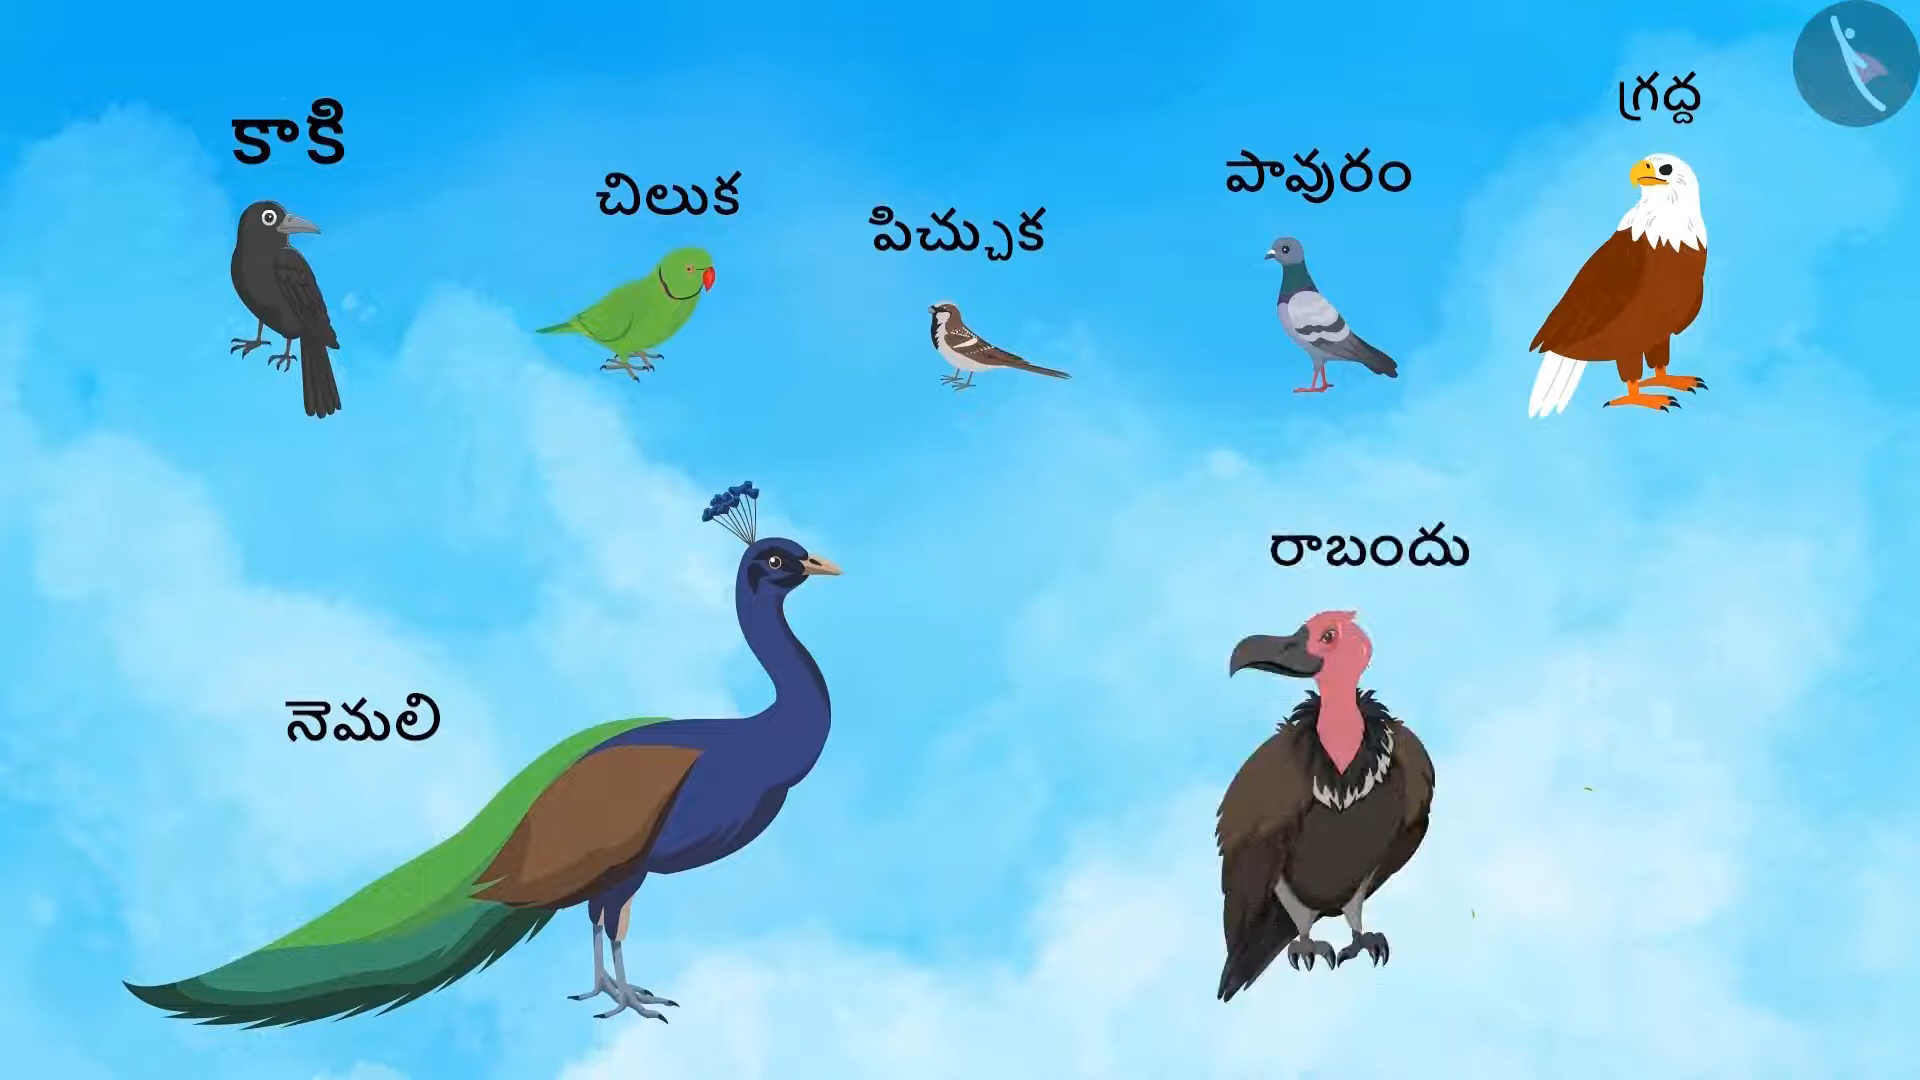 కాకి
చిలుక
పిచ్చుక
పావురం
గ్రద్ద
నెమలి
రాబందు